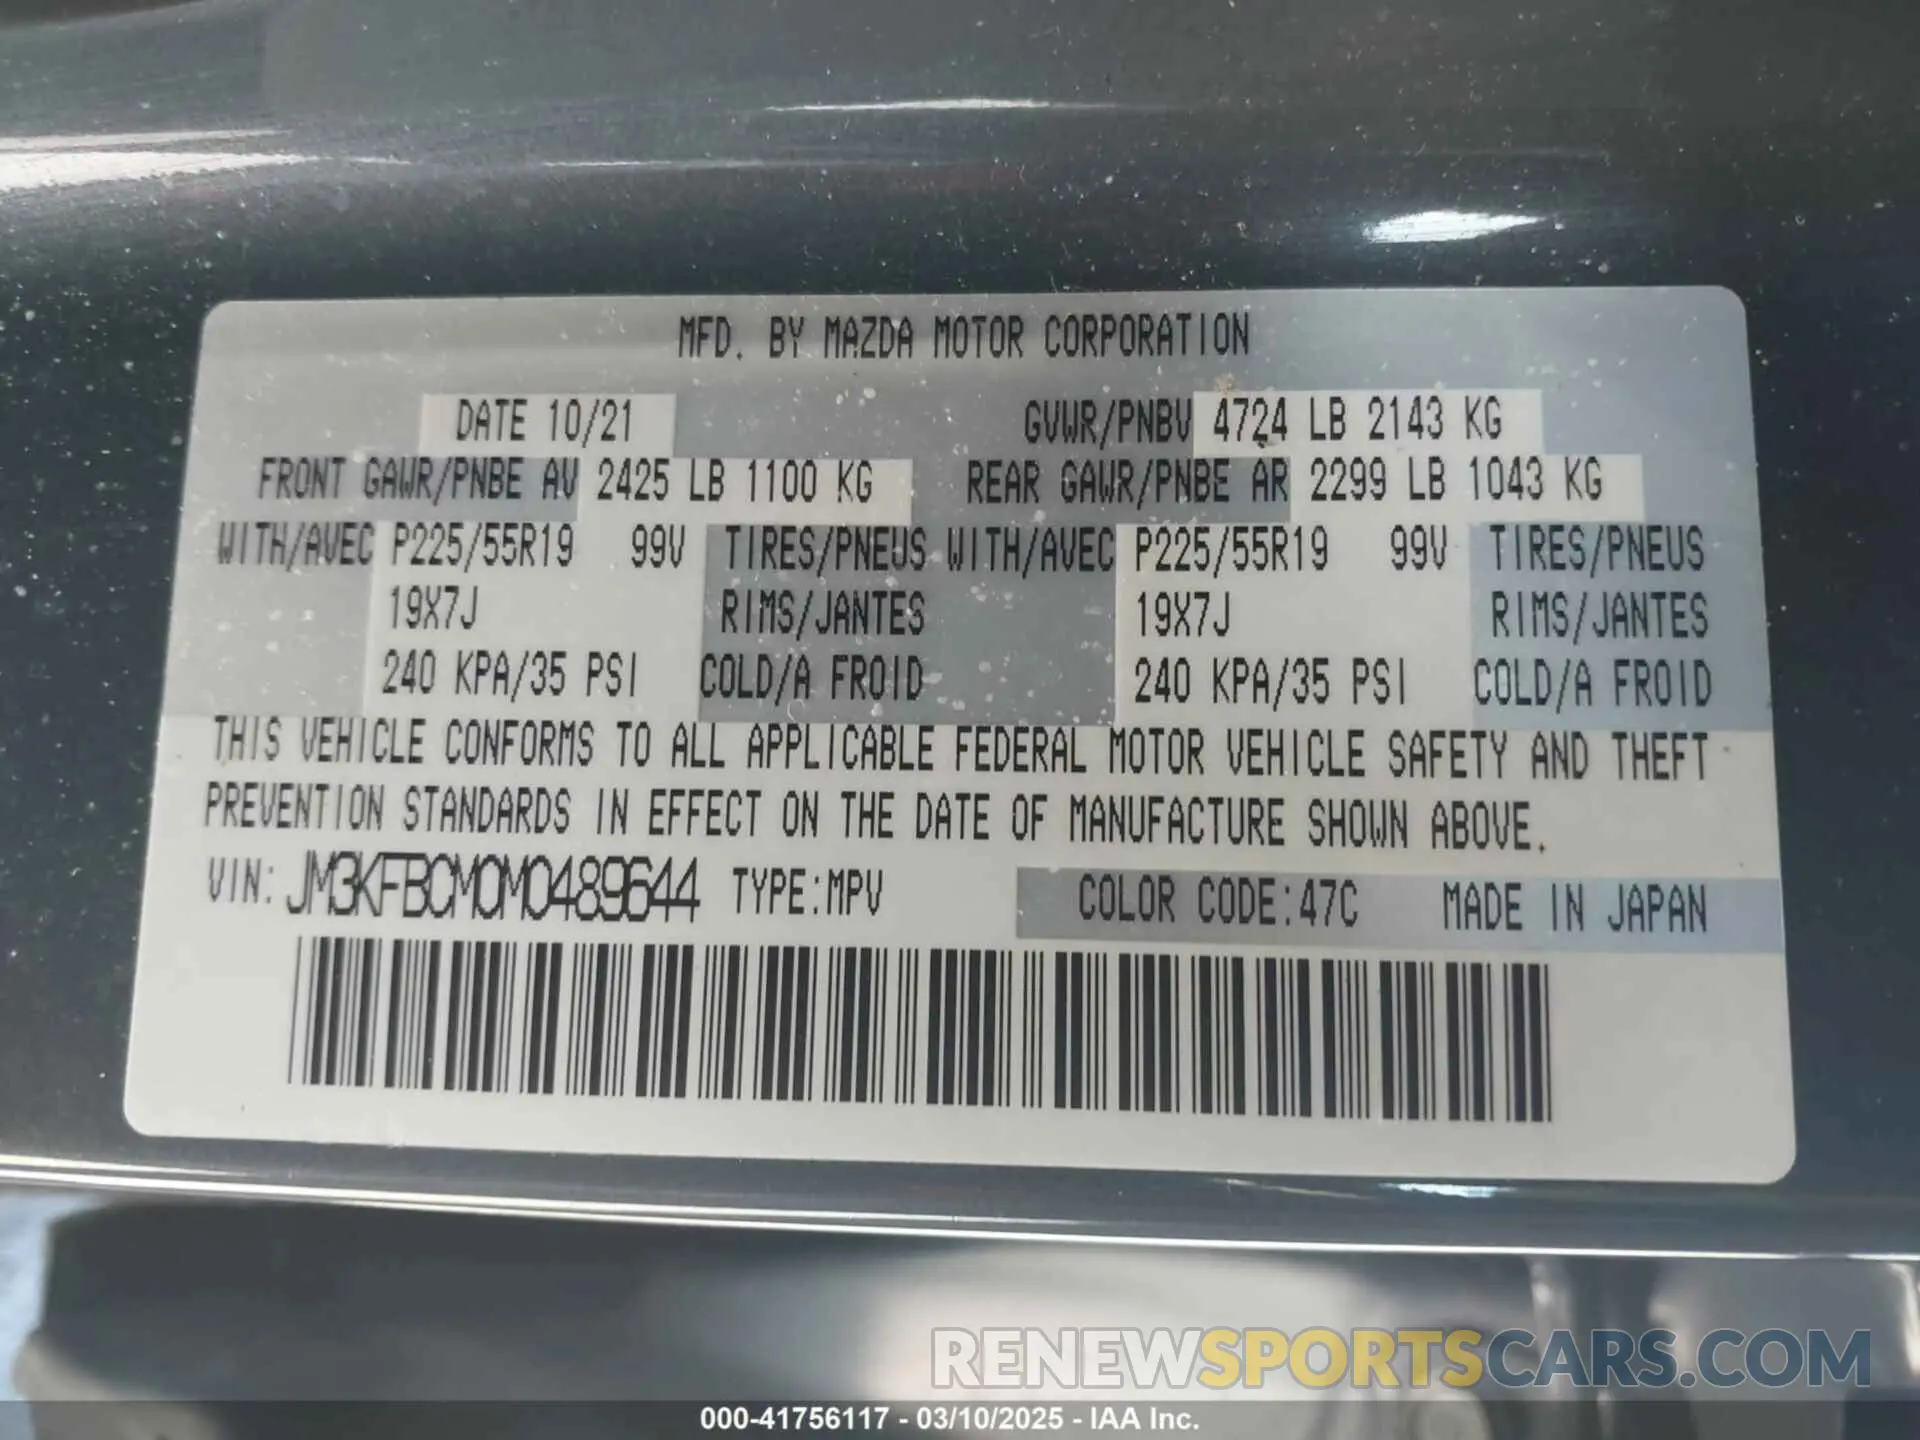 MFD. BY MAZDA MOTOR CORPORATION
DATE 10/21 GVWR/PNBV 4724 LB 2143 KG
FRONT GAWR/PNBE AV 2425 LB 1100 KG REAR GAWR/PNBE AR 2299 LB 1043 KG
WITH/AVEC P225/55R19 99V TIRES/PNEUS WITH/AVEC P225/55R19 99V TIRES/PNEUS
19X7J RIMS/JANTES 19X7J RIMS/JANTES
240 KPA/35 PSI COLD/A FROID 240 KPA/35 PSI COLD/A FROID
THIS VEHICLE CONFORMS TO ALL APPLICABLE FEDERAL MOTOR VEHICLE SAFETY AND THEFT
PREVENTION STANDARDS IN EFFECT ON THE DATE OF MANUFACTURE SHOWN ABOVE.
VIN: JM3KFBCM0M0489644 TYPE:MPV COLOR CODE:47C MADE IN JAPAN
RENEWSPORTSCARS.COM
000-41756117 - 03/10/2025 - IAA Inc.